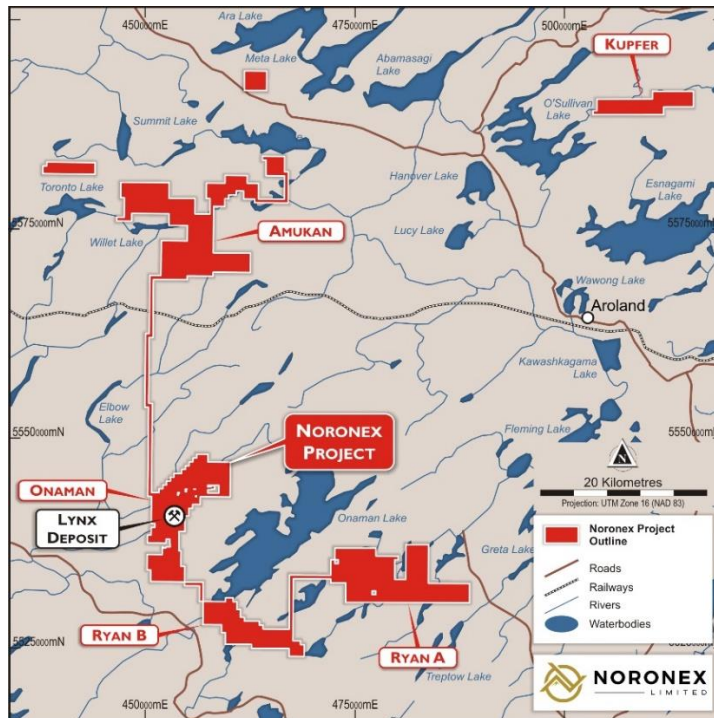 450000mE
475000mE
500000mE
Ara Lake
Meta Lake
Abamasagi
Lake
KUPFER
O'Sullivan
Lake
Summit Lake
Toronto Lake
Hanover Lake
Esnagami
Lake
5575000mN
5575000mN
Willet Lake
AMUKAN
Lucy Lake
Wawong Lake
Aroland
Kawashkagama
Lake
Elbow
Lake
Fleming Lake
5550000mN
5550000mN
NORONEX
PROJECT
N
20 Kilometres
Projection: UTM Zone 16 (NAD 83)
ONAMAN
LYNX
DEPOSIT
Onaman Lake
Greta Lake
Noronex Project
Outline
Roads
Railways
Rivers
Waterbodies
5525000mN
RYAN B
RYAN A
Treptow Lake
NORONEX
LIMITED
450000mE
475000mE